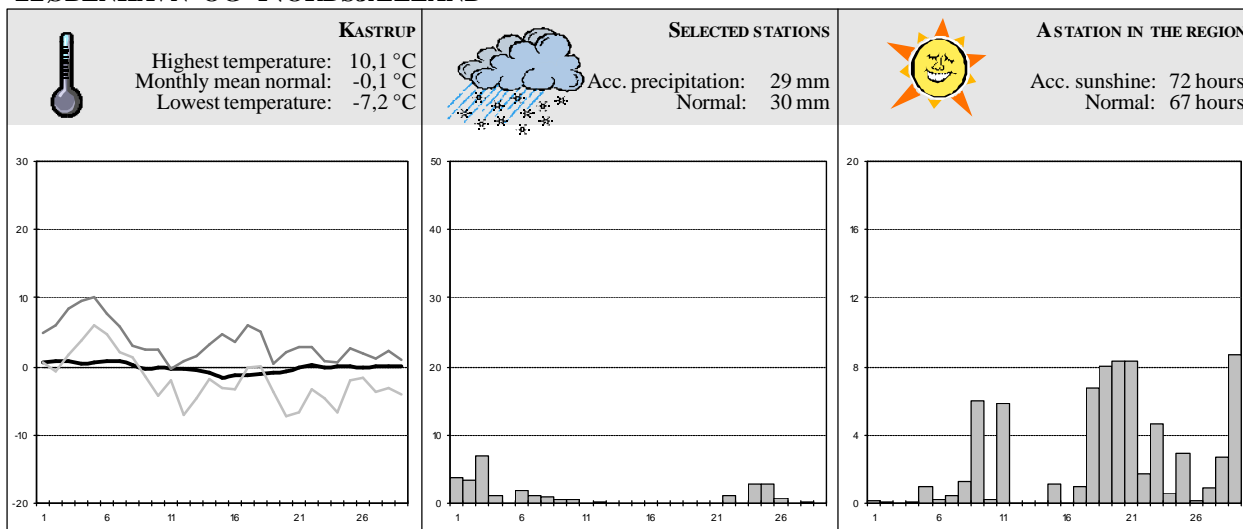 KASTRUP
Highest temperature: 10,1 °C
Monthly mean normal: -0,1 °C
Lowest temperature: -7,2 °C
30
20
10
0
-10
-20
1 6 11 16 21 26
SELECTED STATIONS
Acc. precipitation: 29 mm
Normal: 30 mm
50
40
30
20
10
0
1 6 11 16 21 26
A STATION IN THE REGION
Acc. sunshine: 72 hours
Normal: 67 hours
20
16
12
8
4
0
1 6 11 16 21 26